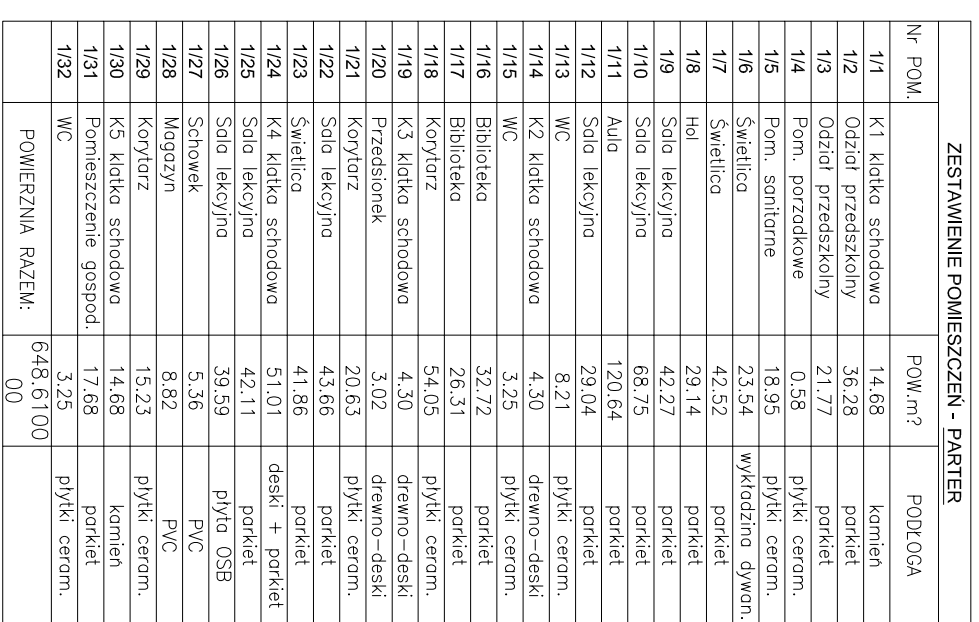 ZESTAWIENIE POMIESZCZEŃ - PARTER
Nr POM. POW.m? PODŁOGA
1/1 K1 klatka schodowa 14.68 kamień
1/2 Odział przedszkolny 36.28 parkiet
1/3 Odział przedszkolny 21.77 parkiet
1/4 Pom. porzadkowe 0.58 płytki ceram.
1/5 Pom. sanitarne 18.95 płytki ceram.
1/6 Świetlica 23.54 wykładzina dywan.
1/7 Świetlica 42.52 parkiet
1/8 Hol 29.14 parkiet
1/9 Sala lekcyjna 42.27 parkiet
1/10 Sala lekcyjna 68.75 parkiet
1/11 Aula 120.64 parkiet
1/12 Sala lekcyjna 29.04 parkiet
1/13 WC 8.21 płytki ceram.
1/14 K2 klatka schodowa 4.30 drewno-deski
1/15 WC 3.25 płytki ceram.
1/16 Biblioteka 32.72 parkiet
1/17 Biblioteka 26.31 parkiet
1/18 Korytarz 54.05 płytki ceram.
1/19 K3 klatka schodowa 4.30 drewno-deski
1/20 Przedsionek 3.02 drewno-deski
1/21 Korytarz 20.63 płytki ceram.
1/22 Sala lekcyjna 43.66 parkiet
1/23 Świetlica 41.86 parkiet
1/24 K4 klatka schodowa 51.01 deski + parkiet
1/25 Sala lekcyjna 42.11 parkiet
1/26 Sala lekcyjna 39.59 płyta OSB
1/27 Schowek 5.36 PVC
1/28 Magazyn 8.82 PVC
1/29 Korytarz 15.23 płytki ceram.
1/30 K5 klatka schodowa 14.68 kamień
1/31 Pomieszczenie gospod. 17.68 parkiet
1/32 WC 3.25 płytki ceram.
POWIERZNIA RAZEM: 648.6100
00